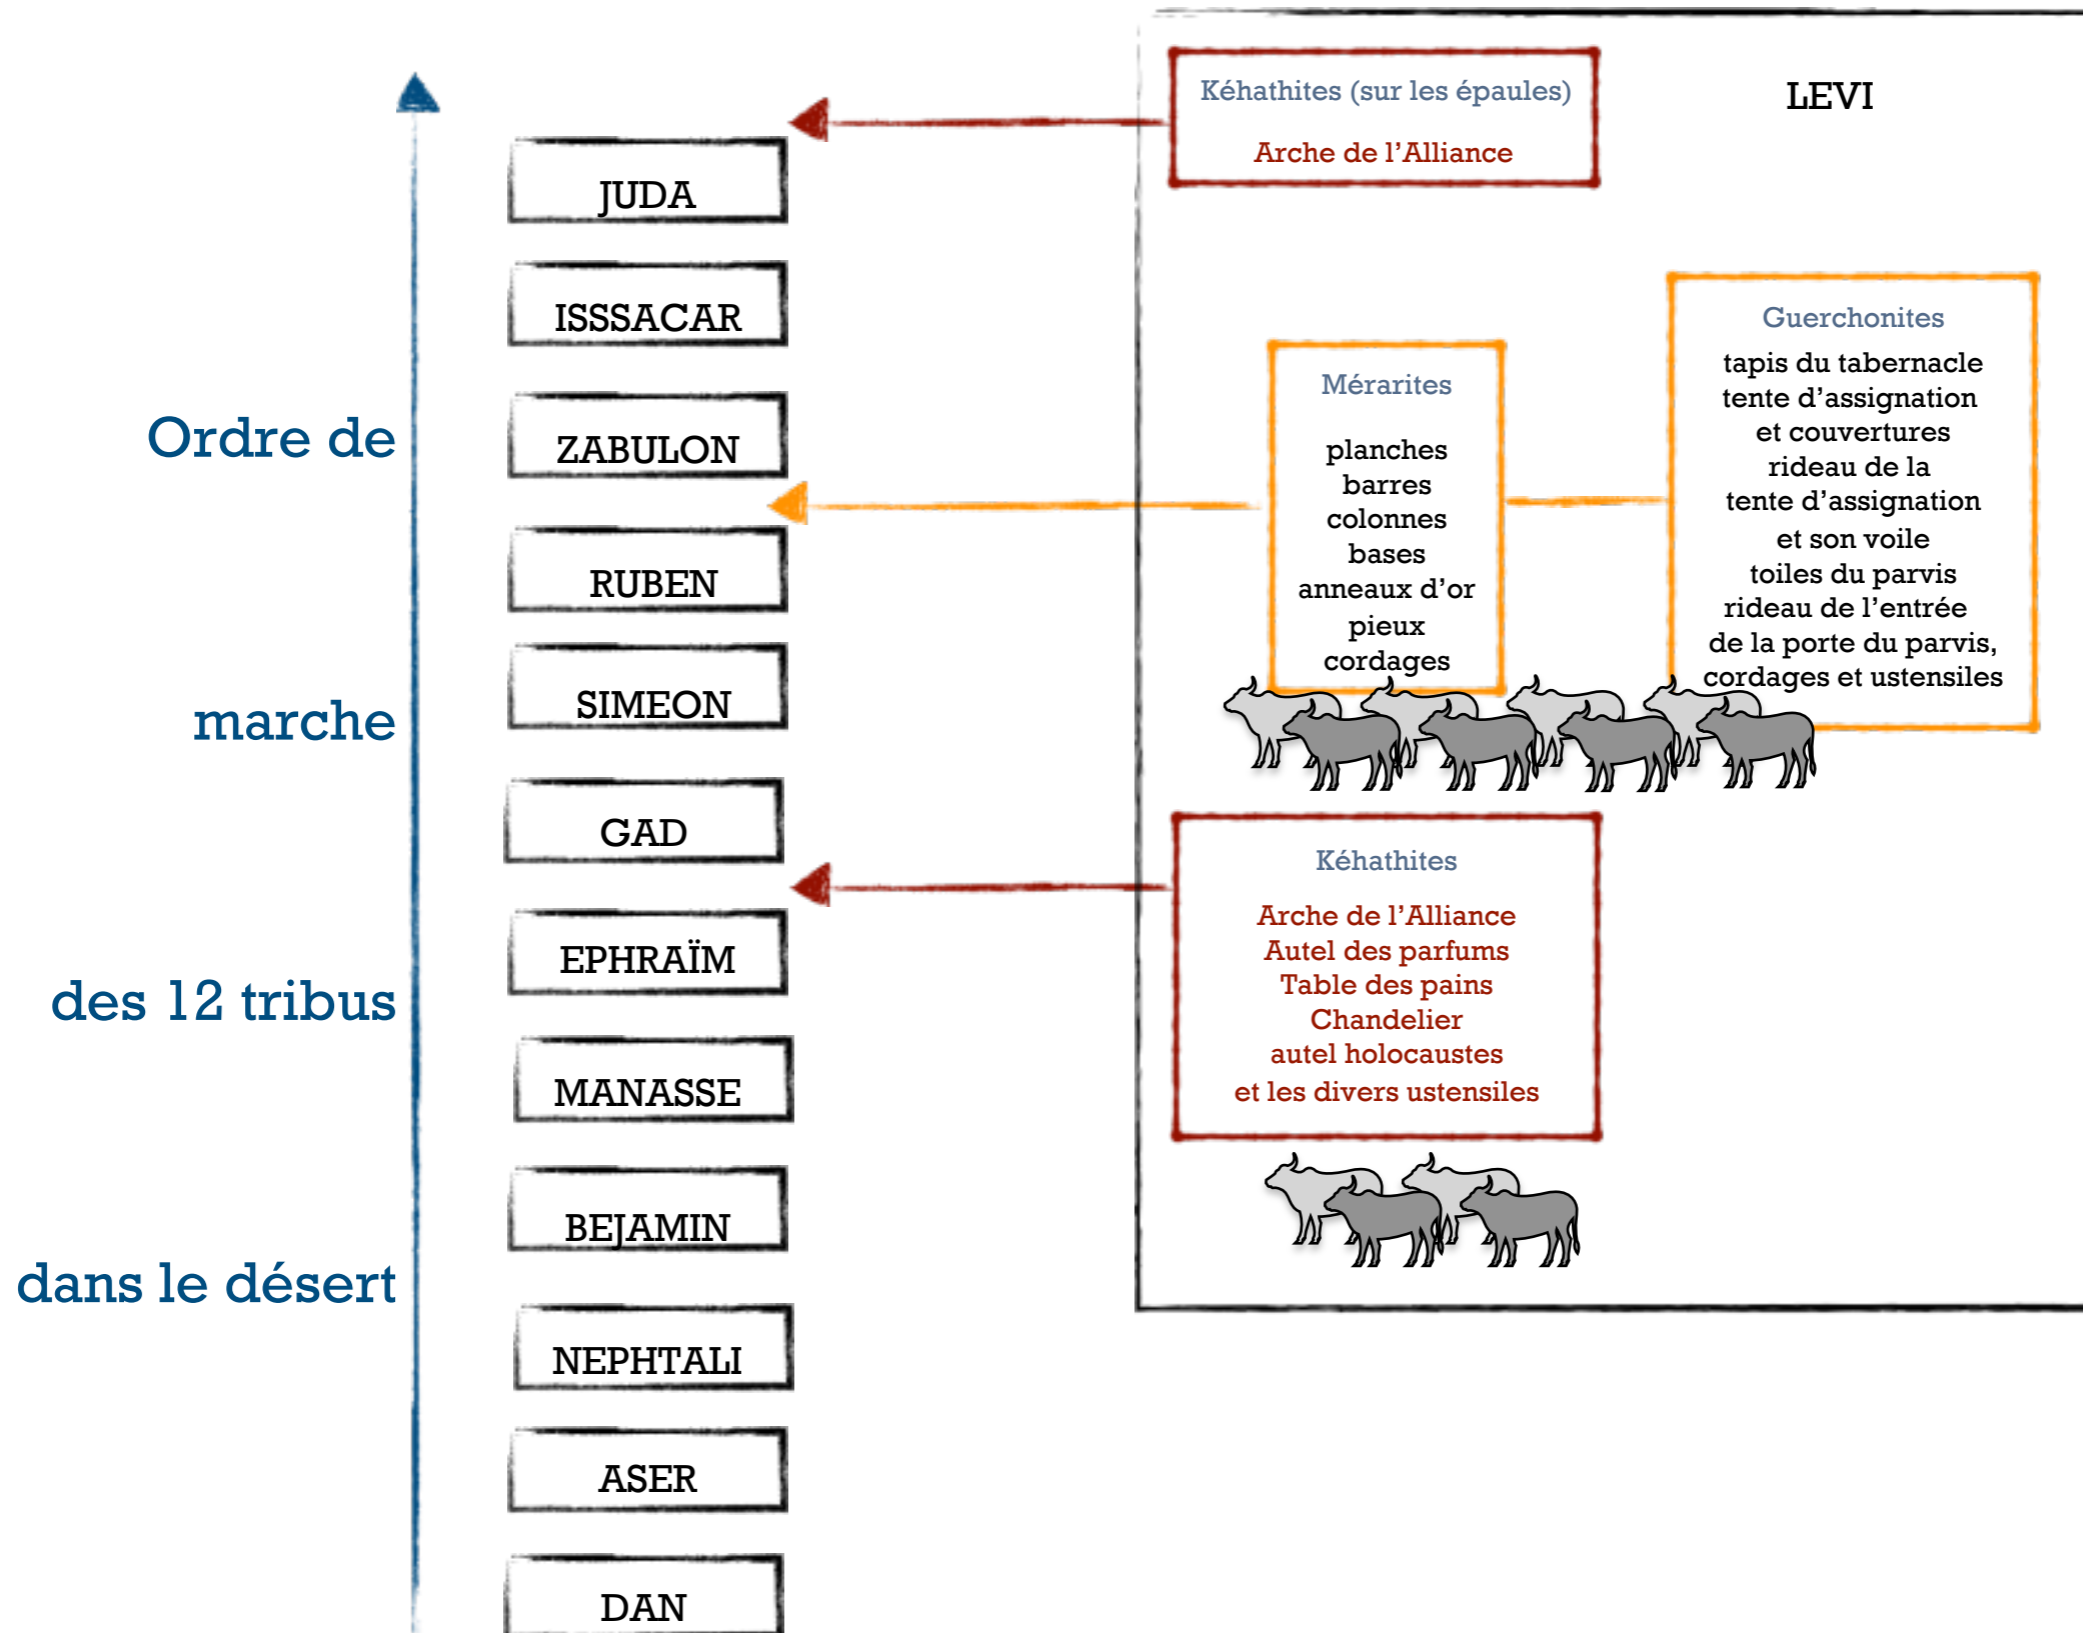 Ordre de
marche
des 12 tribus
dans le désert
JUDA
ISSSACAR
ZABULON
RUBEN
SIMEON
GAD
EPHRAÏM
MANASSE
BEJAMIN
NEPHTALI
ASER
DAN
LEVI
Kéhathites (sur les épaules)
Arche de l'Alliance
Mérarites
planches
barres
colonnes
bases
anneaux d'or
pieux
cordages
Guerchonites
tapis du tabernacle
tente d'assignation
et couvertures
rideau de la
tente d'assignation
et son voile
toiles du parvis
rideau de l'entrée
de la porte du parvis,
cordages et ustensiles
Kéhathites
Arche de l'Alliance
Autel des parfums
Table des pains
Chandelier
autel holocaustes
et les divers ustensiles